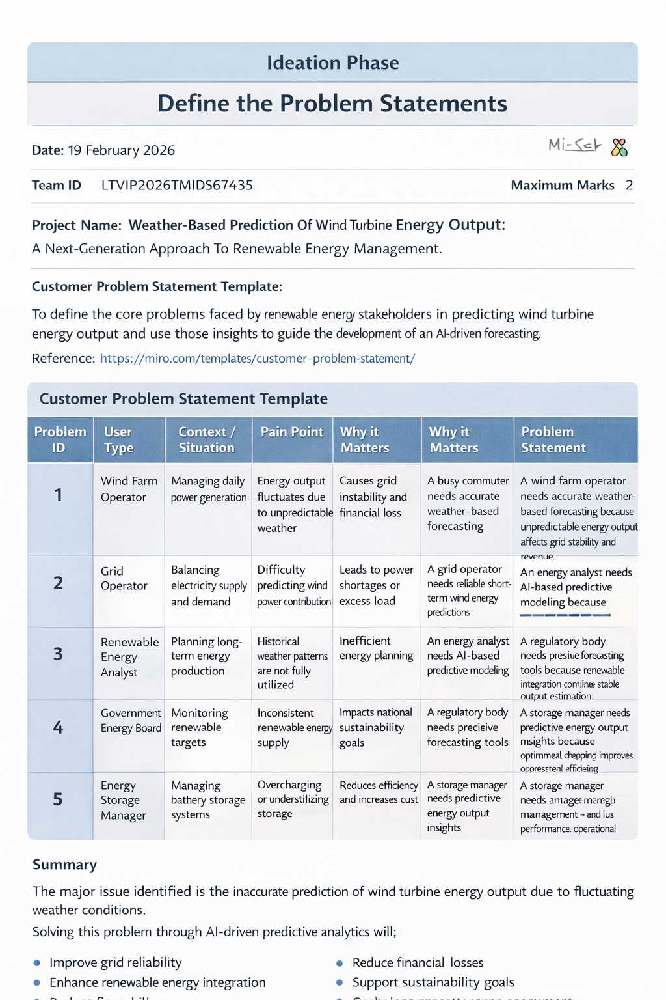 Ideation Phase
Define the Problem Statements
Date: 19 February 2026
Team ID LTVIP2026TMIDS67435 Maximum Marks 2
Project Name: Weather-Based Prediction Of Wind Turbine Energy Output:
A Next-Generation Approach To Renewable Energy Management.
Customer Problem Statement Template:
To define the core problems faced by renewable energy stakeholders in predicting wind turbine
energy output and use those insights to guide the development of an AI-driven forecasting.
Reference: https://miro.com/templates/customer-problem-statement/
Customer Problem Statement Template
Problem
ID
User
Type
Context /
Situation
Pain Point
Why it
Matters
Why it
Matters
Problem
Statement
1
Wind Farm
Operator
Managing daily
power generation
Energy output
fluctuates due
to unpredictable
weather
Causes grid
instability and
financial loss
A busy commuter
needs accurate
weather-based
forecasting
A wind farm operator
needs accurate weather-
based forecasting because
unpredictable energy output
affects grid stability and
revenue.
2
Grid
Operator
Balancing
electricity supply
and demand
Difficulty
predicting wind
power contribution
Leads to power
shortages or
excess load
A grid operator
needs reliable short-
term wind energy
predictions
An energy analyst needs
AI-based predictive
modeling because
3
Renewable
Energy
Analyst
Planning long-
term energy
production
Historical
weather patterns
are not fully
utilized
Inefficient
energy planning
An energy analyst
needs AI-based
predictive modeling
A regulatory body
needs forecasting
tools because renewable
integration stable
output estimation.
4
Government
Energy Board
Monitoring
renewable
targets
Inconsistent
renewable energy
supply
Impacts national
sustainability
goals
A regulatory body
needs
forecasting tools
A storage manager needs
predictive energy output
msights because
improves
5
Energy
Storage
Manager
Managing
bathery storage
systems
Overcharging
or
storage
Reduces efficiency
and increases cust
A storage manager
needs predictive
energy output
insights
A storage manager
needs
management - and lus
performance. operational
Summary
The major issue identified is the inaccurate prediction of wind turbine energy output due to fluctuating
weather conditions.
Solving this problem through AI-driven predictive analytics will;
Improve grid reliability
Reduce financial losses
Enhance renewable energy integration
Support sustainability goals